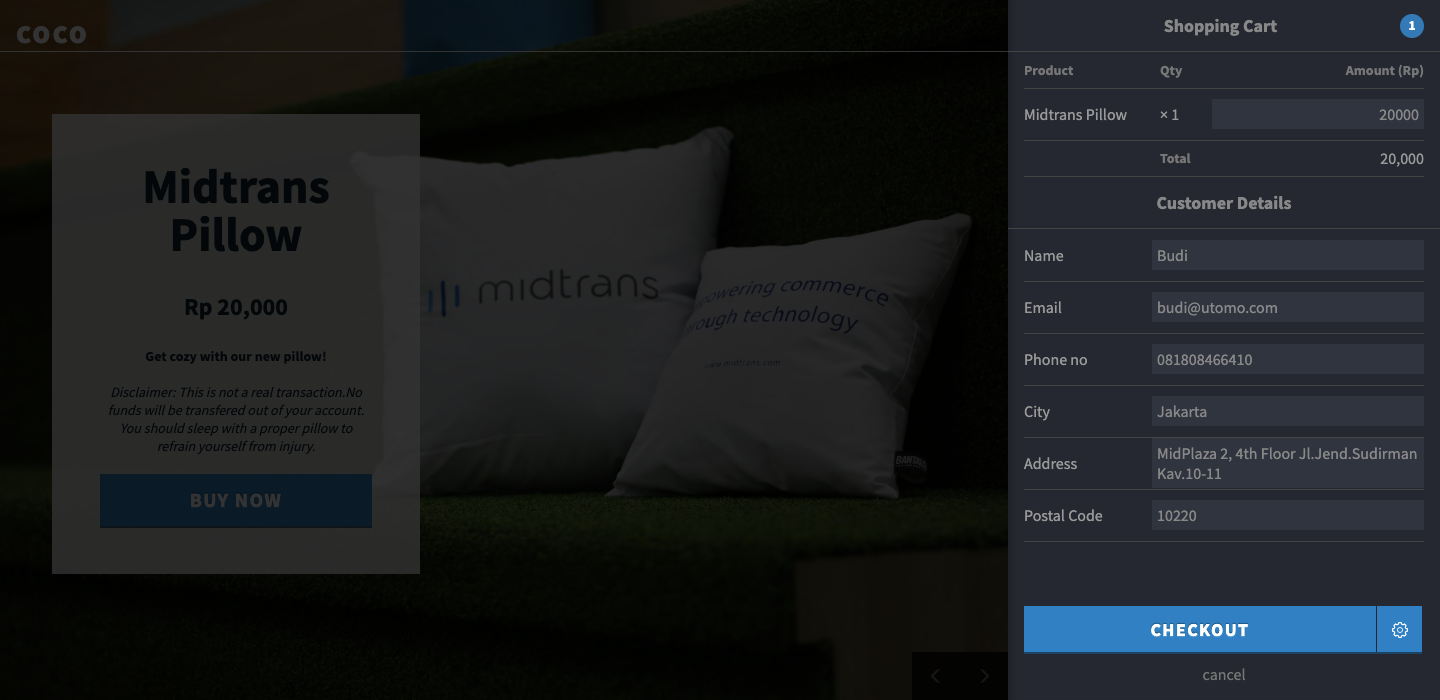 COCO
Midtrans
Pillow
Rp 20,000
Get cozy with our new pillow!
Disclaimer: This is not a real transaction.No
funds will be transfered out of your account.
You should sleep with a proper pillow to
refrain yourself from injury.
BUY NOW
midtrans
powering commerce
through technology
www.midtrans.com
Shopping Cart
1
Product Qty Amount (Rp)
Midtrans Pillow × 1 20000
Total 20,000
Customer Details
Name Budi
Email budi@utomo.com
Phone no 081808466410
City Jakarta
Address MidPlaza 2, 4th Floor Jl.Jend.Sudirman
Kav.10-11
Postal Code 10220
CHECKOUT
cancel